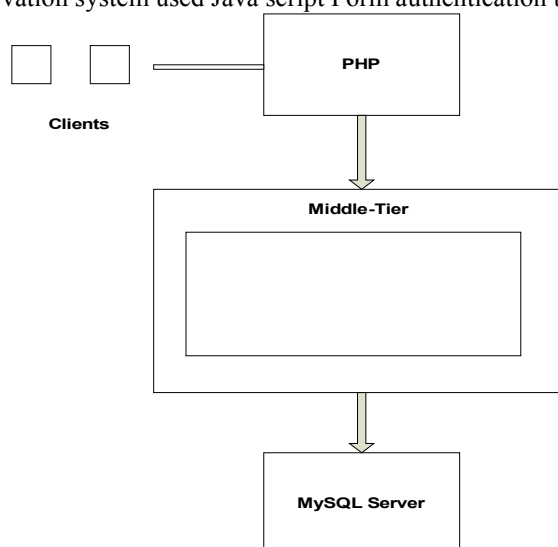 vation system used Java script Form authentication
PHP
Clients
Middle-Tier
MySQL Server